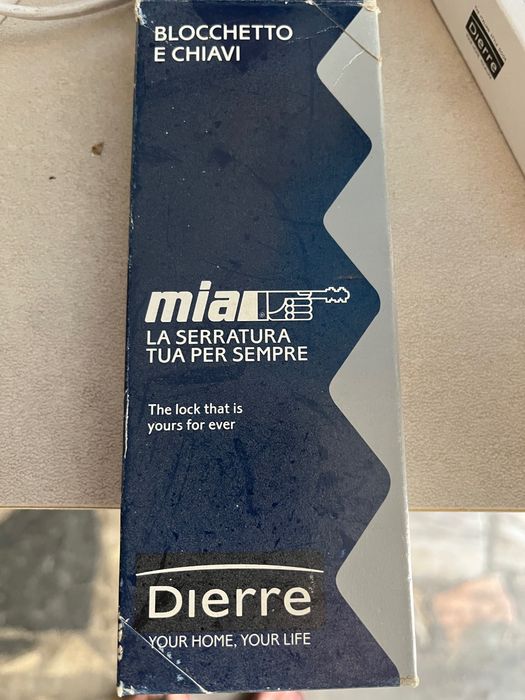 BLOCCHETTO
E CHIAVI
Dierre
mia
LA SERRATURA
TUA PER SEMPRE
The lock that is
yours for ever
Dierre
YOUR HOME, YOUR LIFE